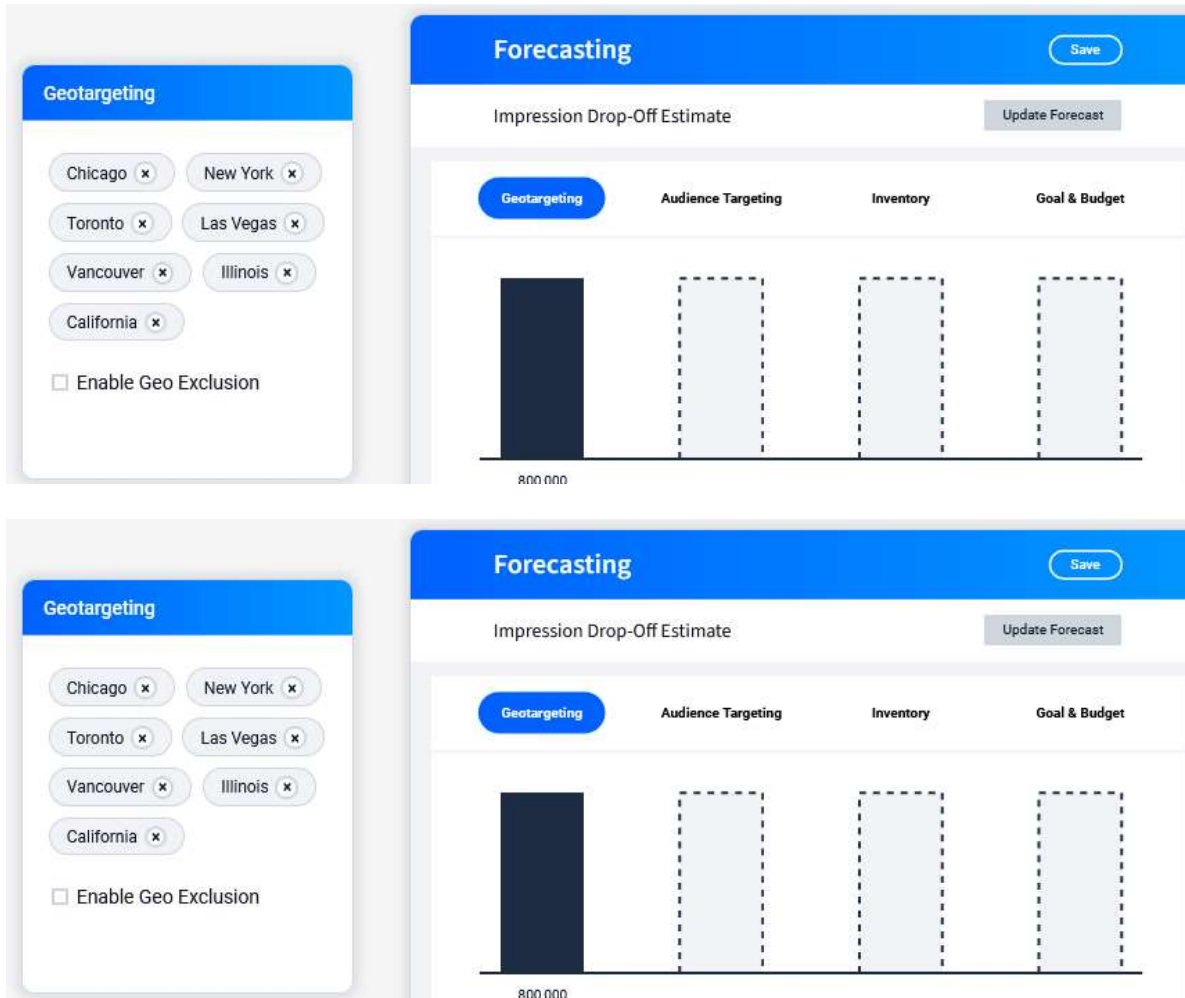 Forecasting
Save
Geotargeting
Impression Drop-Off Estimate
Update Forecast
Chicago × New York ×
Geotargeting Audience Targeting Inventory Goal & Budget
Toronto × Las Vegas ×
Vancouver × Illinois ×
California ×
Enable Geo Exclusion
800,000
Forecasting
Save
Geotargeting
Impression Drop-Off Estimate
Update Forecast
Chicago × New York ×
Geotargeting Audience Targeting Inventory Goal & Budget
Toronto × Las Vegas ×
Vancouver × Illinois ×
California ×
Enable Geo Exclusion
800,000